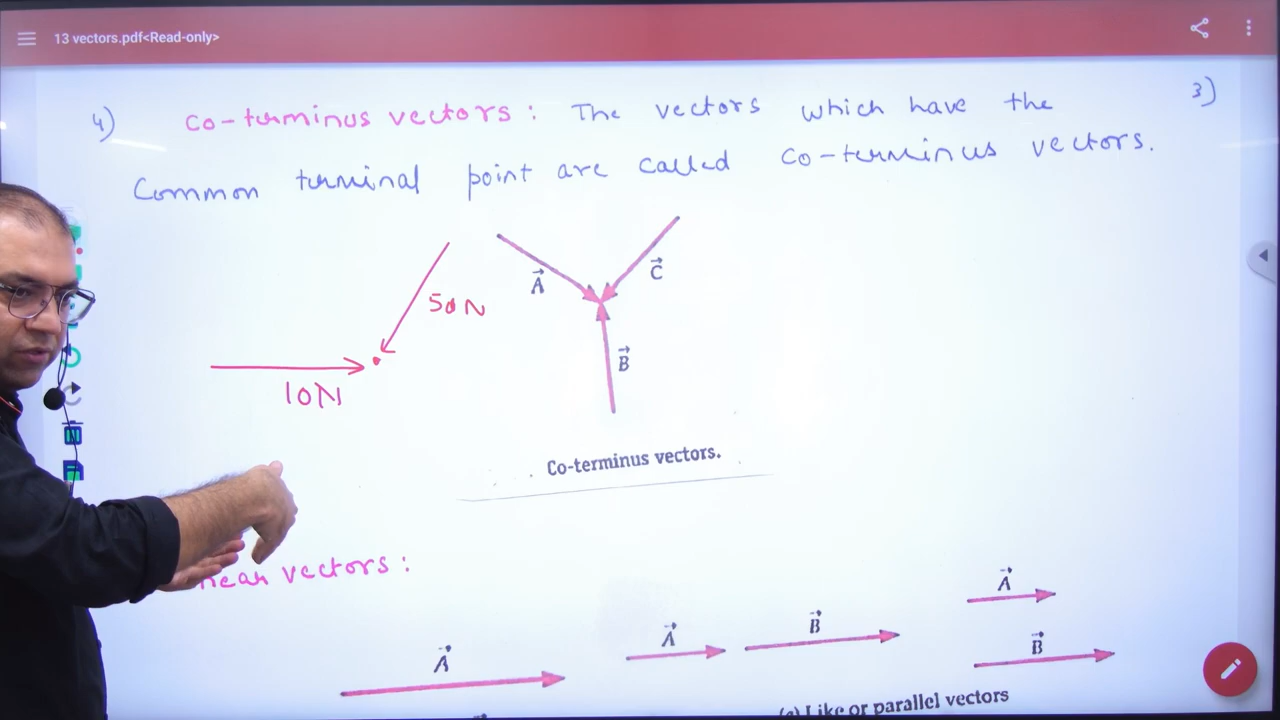 13 vectors.pdf<Read-only>
4) Co-terminus vectors : The vectors which have the 3)
Common terminal point are called Co-terminus vectors.
A
C
50N
B
10N
Co-terminus vectors.
near vectors :
A
A
B
A
B
Like or parallel vectors